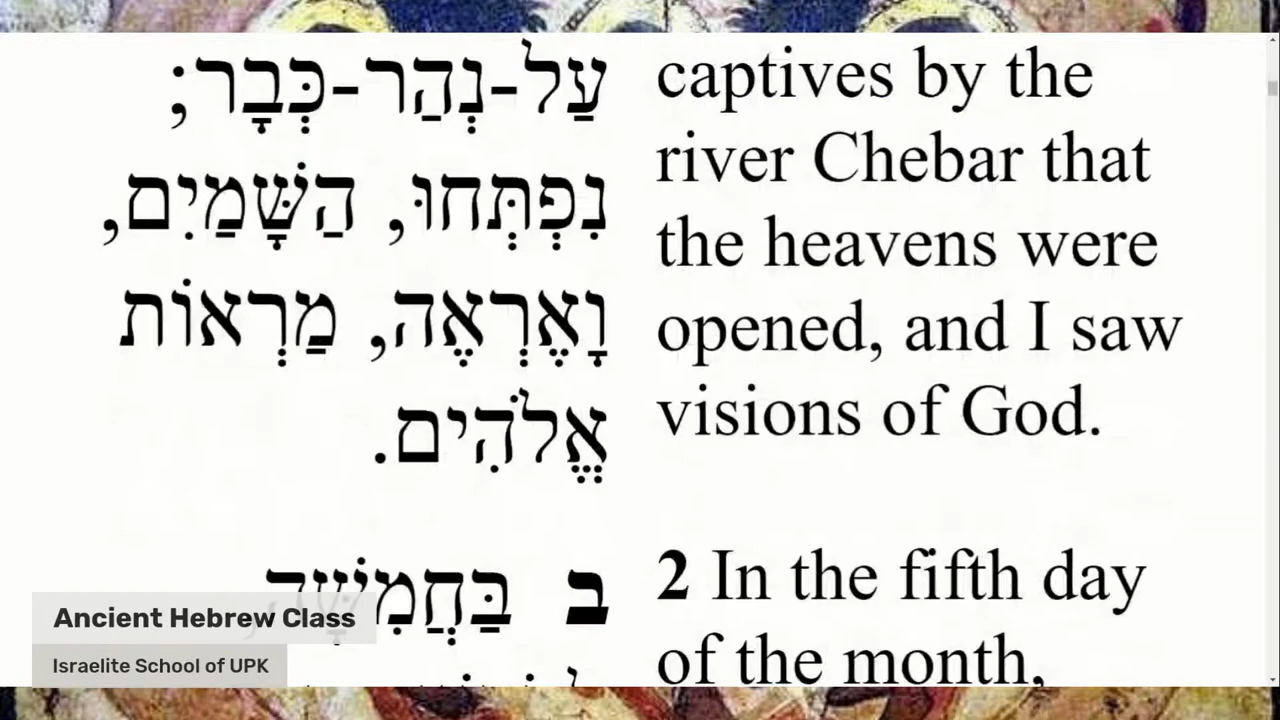 עַל-נְהַר-כְּבָר;
נִפְתְּחוּ, הַשָּׁמַיִם,
וָאֶרְאֶה, מַרְאוֹת
אֱלֹהִים.
ב בַּחֲמִשָּׁה,
captives by the
river Chebar that
the heavens were
opened, and I saw
visions of God.
2 In the fifth day
of the month,
Ancient Hebrew Class
Israelite School of UPK